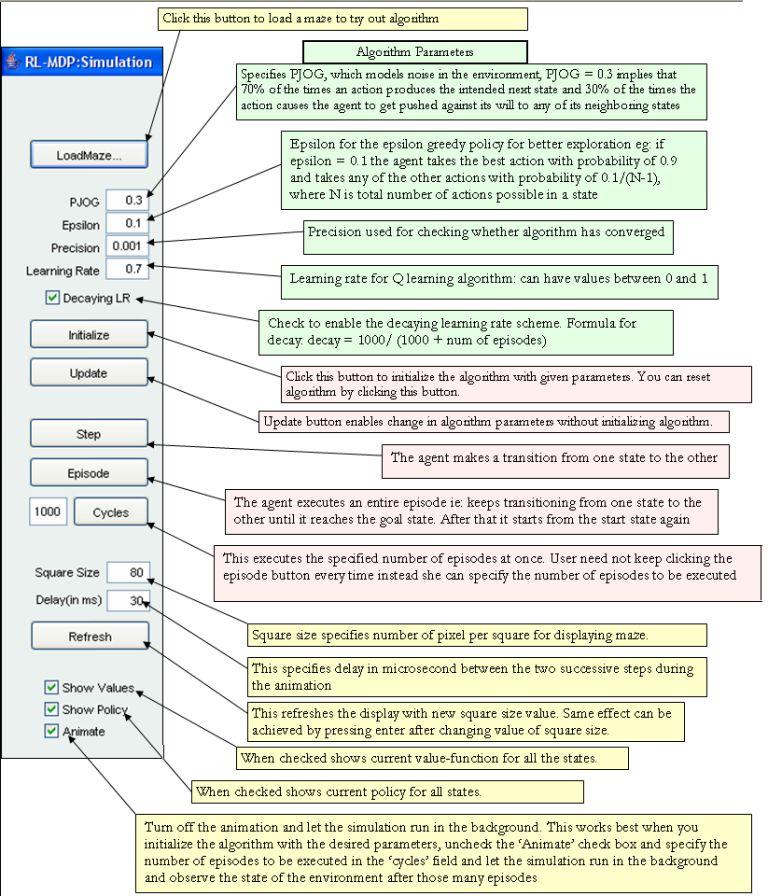 Click this button to load a maze to try out algorithm
RL-MDP:Simulation
Algorithm Parameters
Specifies PJOG, which models noise in the environment, PJOG = 0.3 implies that
70% of the times an action produces the intended next state and 30% of the times the
action causes the agent to get pushed against its will to any of its neighboring states
LoadMaze...
Epsilon for the epsilon greedy policy for better exploration eg: if
epsilon = 0.1 the agent takes the best action with probability of 0.9
and takes any of the other actions with probability of 0.1/(N-1),
where N is total number of actions possible in a state
PJOG 0.3
Epsilon 0.1
Precision 0.001
Precision used for checking whether algorithm has converged
Learning Rate 0.7
Learning rate for Q learning algorithm: can have values between 0 and 1
Decaying LR
Check to enable the decaying learning rate scheme. Formula for
decay: decay = 1000/ (1000 + num of episodes)
Initialize
Update
Click this button to initialize the algorithm with given parameters. You can reset
algorithm by clicking this button.
Update button enables change in algorithm parameters without initializing algorithm.
Step
The agent makes a transition from one state to the other
Episode
The agent executes an entire episode ie: keeps transitioning from one state to the
other until it reaches the goal state. After that it starts from the start state again
1000 Cycles
This executes the specified number of episodes at once. User need not keep clicking the
episode button every time instead she can specify the number of episodes to be executed
Square Size 80
Delay(in ms) 30
Refresh
Square size specifies number of pixel per square for displaying maze.
This specifies delay in microsecond between the two successive steps during
the animation
Show Values
Show Policy
Animate
This refreshes the display with new square size value. Same effect can be
achieved by pressing enter after changing value of square size.
When checked shows current value-function for all the states.
When checked shows current policy for all states.
Turn off the animation and let the simulation run in the background. This works best when you
initialize the algorithm with the desired parameters, uncheck the 'Animate' check box and specify the
number of episodes to be executed in the 'cycles' field and let the simulation run in the background
and observe the state of the environment after those many episodes